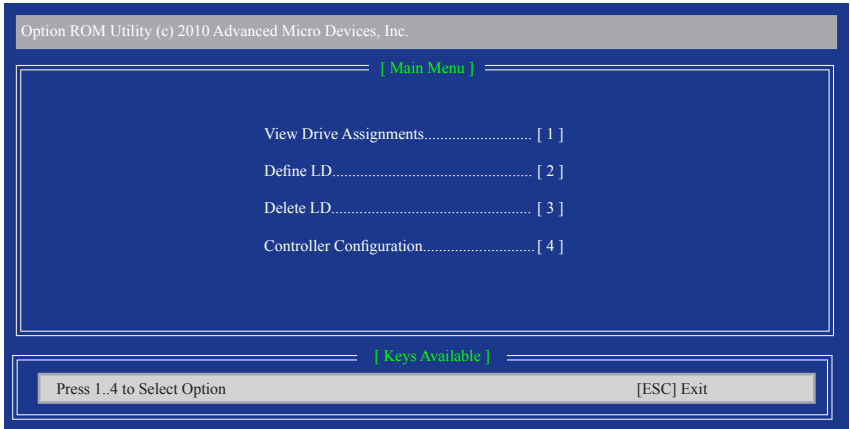 Option ROM Utility (c) 2010 Advanced Micro Devices, Inc.
[ Main Menu ]
View Drive Assignments........................... [ 1 ]
Define LD.................................................. [ 2 ]
Delete LD.................................................. [ 3 ]
Controller Configuration............................[ 4 ]
[ Keys Available ]
Press 1..4 to Select Option [ESC] Exit